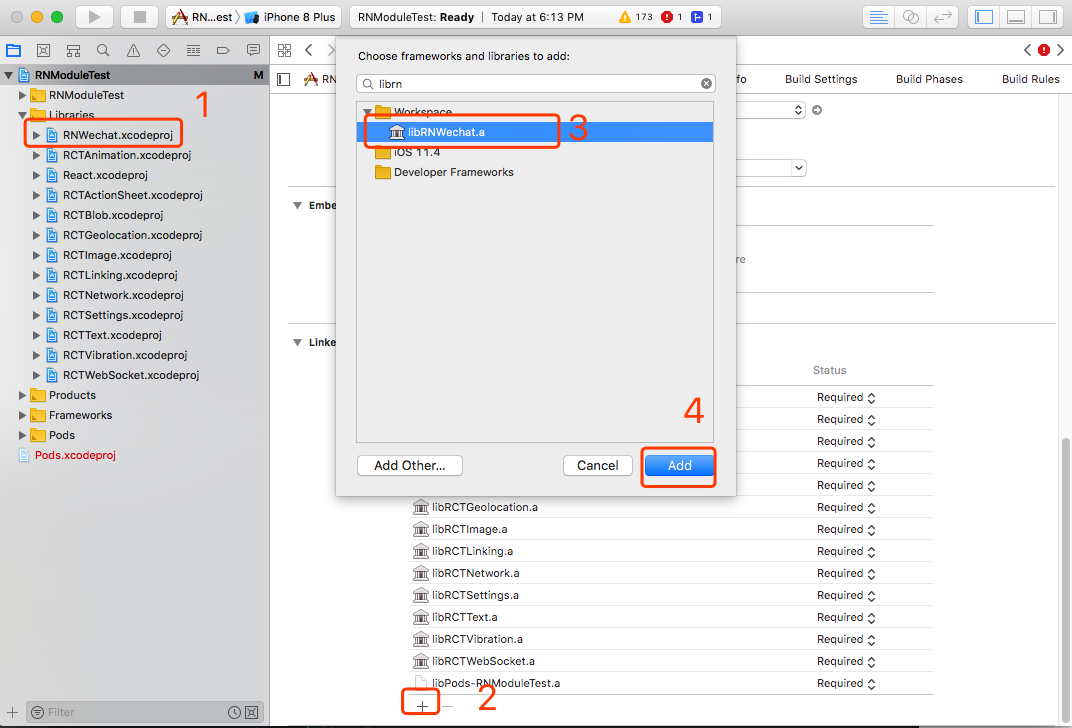 RN...est
iPhone 8 Plus
RNModuleTest: Ready | Today at 6:13 PM
173
1
1
RNModuleTest
M
RNModuleTest
1
Libraries
RNWechat.xcodeproj
RCTAnimation.xcodeproj
React.xcodeproj
RCTActionSheet.xcodeproj
RCTBlob.xcodeproj
RCTGeolocation.xcodeproj
RCTImage.xcodeproj
RCTLinking.xcodeproj
RCTNetwork.xcodeproj
RCTSettings.xcodeproj
RCTText.xcodeproj
RCTVibration.xcodeproj
RCTWebSocket.xcodeproj
Products
Frameworks
Pods
Pods.xcodeproj
Filter
Choose frameworks and libraries to add:
librn
Workspace
libRNWechat.a
3
iOS 11.4
Developer Frameworks
4
Add Other...
Cancel
Add
RN
fo
Build Settings
Build Phases
Build Rules
Embe
re
Linke
Status
Required
Required
Required
Required
Required
libRCTGeolocation.a Required
libRCTImage.a Required
libRCTLinking.a Required
libRCTNetwork.a Required
libRCTSettings.a Required
libRCTText.a Required
libRCTVibration.a Required
libRCTWebSocket.a Required
libPods-RNModuleTest.a Required
2